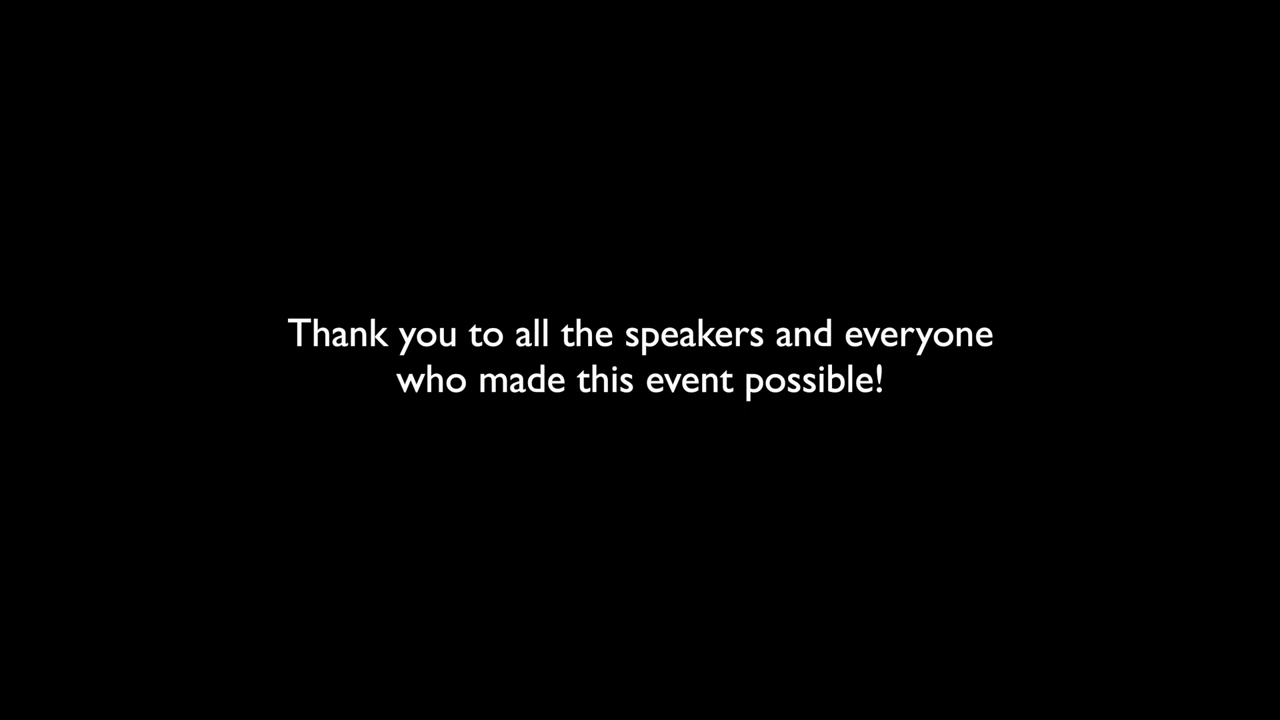 Thank you to all the speakers and everyone
who made this event possible!